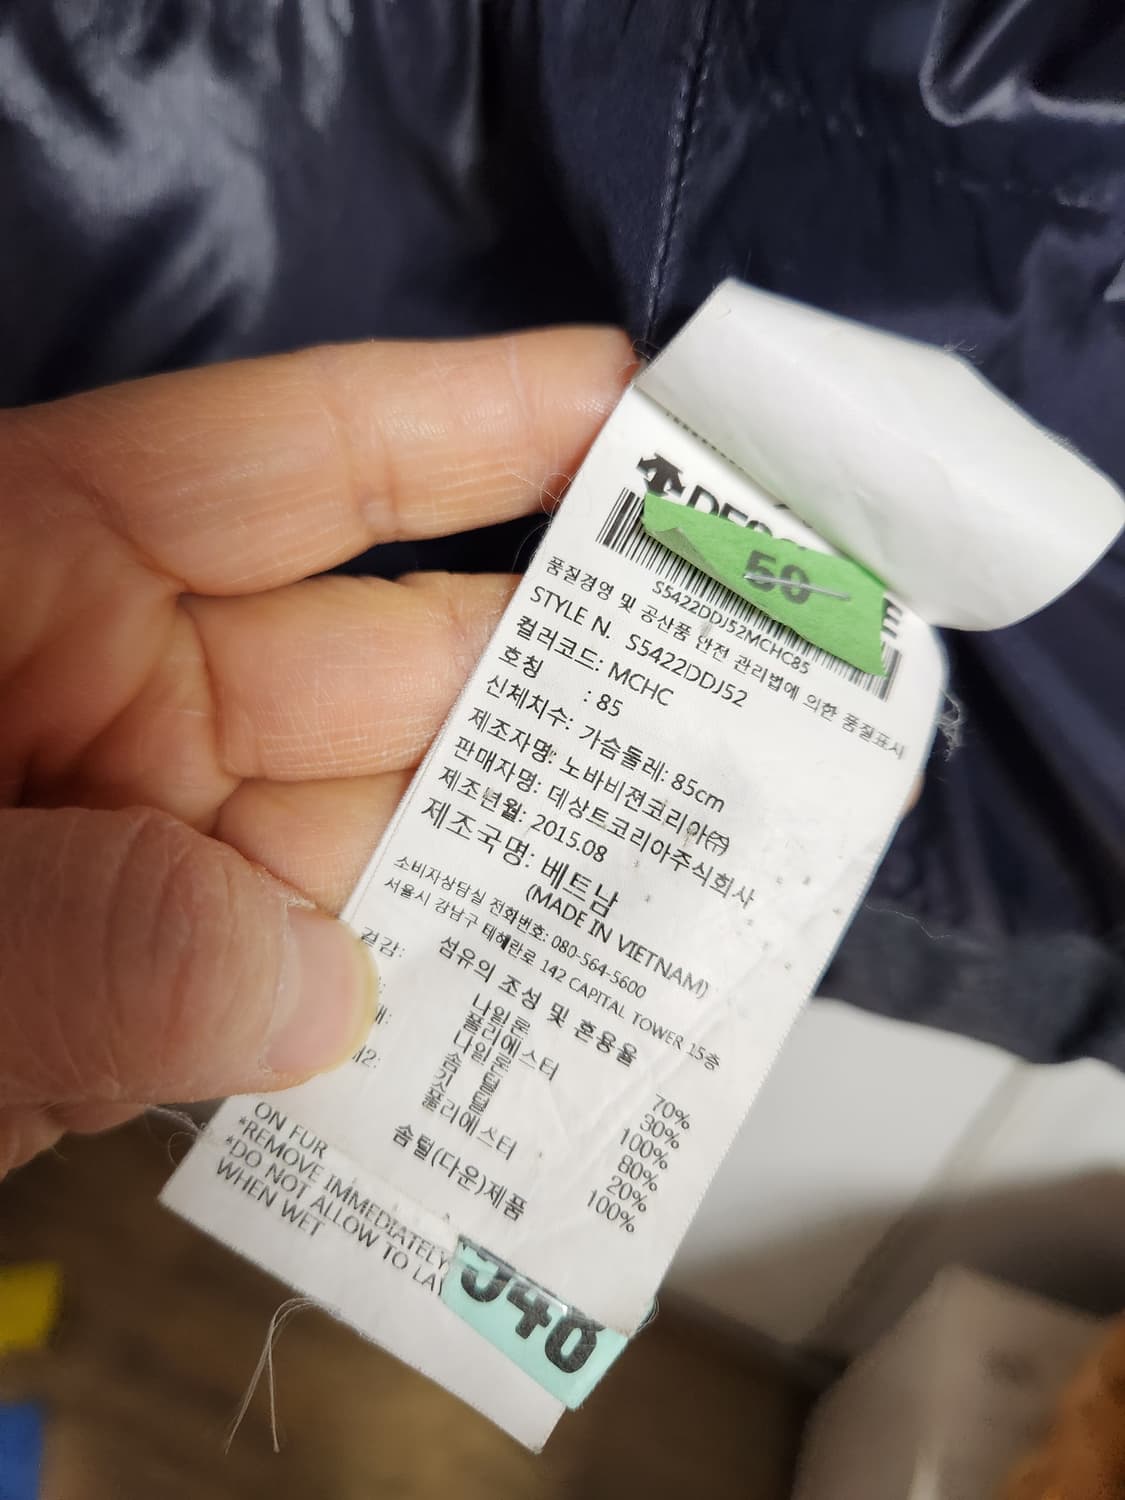 50
S5422DDJ52MCHC85
품질경영 및 공산품 안전 관리법에 의한 품질표시
STYLE N. S5422DDJ52
컬러코드: MCHC
호칭 : 85
신체치수: 가슴둘레: 85cm
제조자명: 노바비젼코리아㈜
판매자명: 데상트코리아주식회사
제조년월: 2015.08
제조국명: 베트남
(MADE IN VIETNAM)
소비자상담실 전화번호: 080-564-5600
서울시 강남구 테헤란로 142 CAPITAL TOWER 15층
섬유의 조성 및 혼용율
겉감: 나일론 70%
폴리에스터 30%
나일론 100%
솜털 80%
깃털 20%
폴리에스터 100%
솜털(다운)제품
ON FUR
*REMOVE IMMEDIATELY
*DO NOT ALLOW TO LAY
WHEN WET